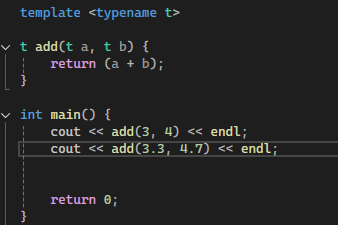 template <typename t>
t add(t a, t b) {
return (a + b);
}
int main() {
cout << add(3, 4) << endl;
cout << add(3.3, 4.7) << endl;
return 0;
}